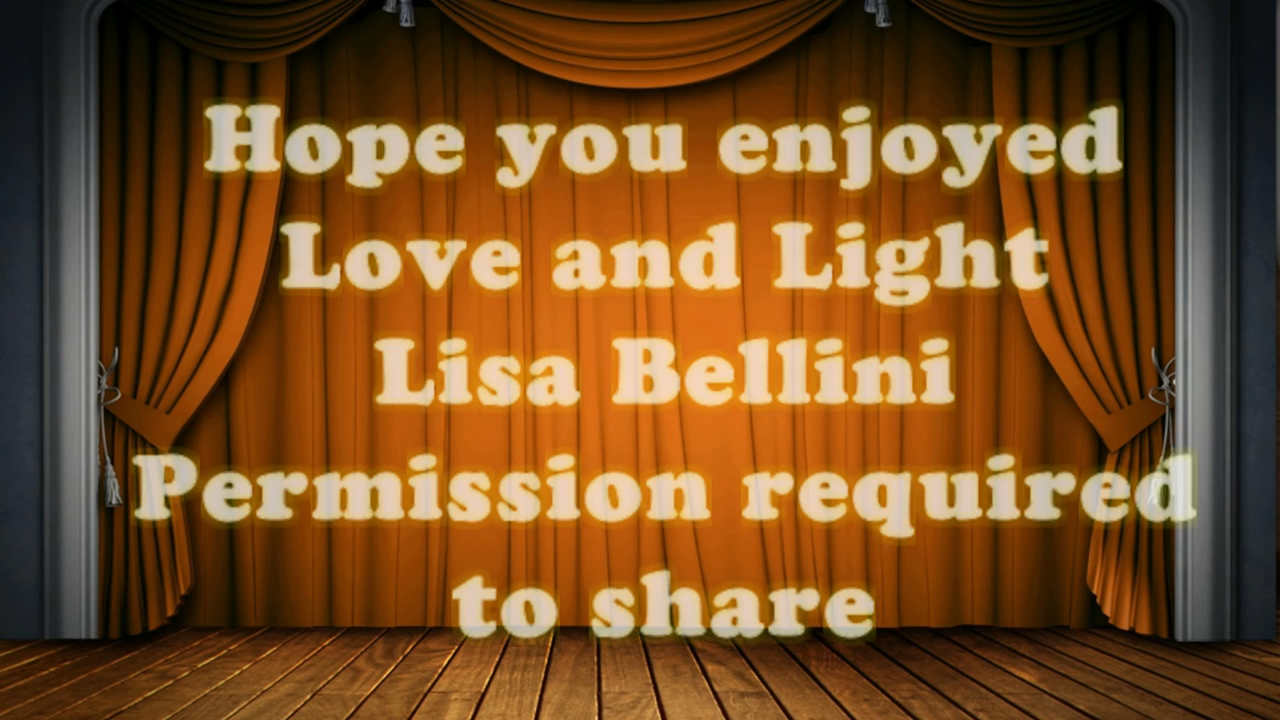 Hope you enjoyed
Love and Light
Lisa Bellini
Permission required
to share